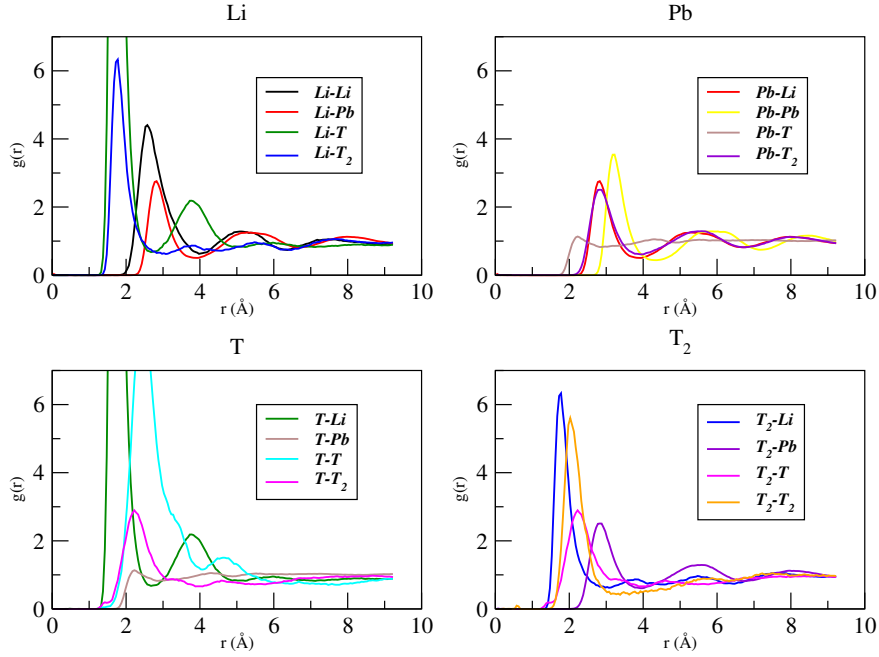 Li
g(r)
6
4
2
0
0 2 4 6 8 10
r (Å)
Li-Li
Li-Pb
Li-T
Li-T₂
Pb
g(r)
6
4
2
0
0 2 4 6 8 10
r (Å)
Pb-Li
Pb-Pb
Pb-T
Pb-T₂
T
g(r)
6
4
2
0
0 2 4 6 8 10
r (Å)
T-Li
T-Pb
T-T
T-T₂
T₂
g(r)
6
4
2
0
0 2 4 6 8 10
r (Å)
T₂-Li
T₂-Pb
T₂-T
T₂-T₂